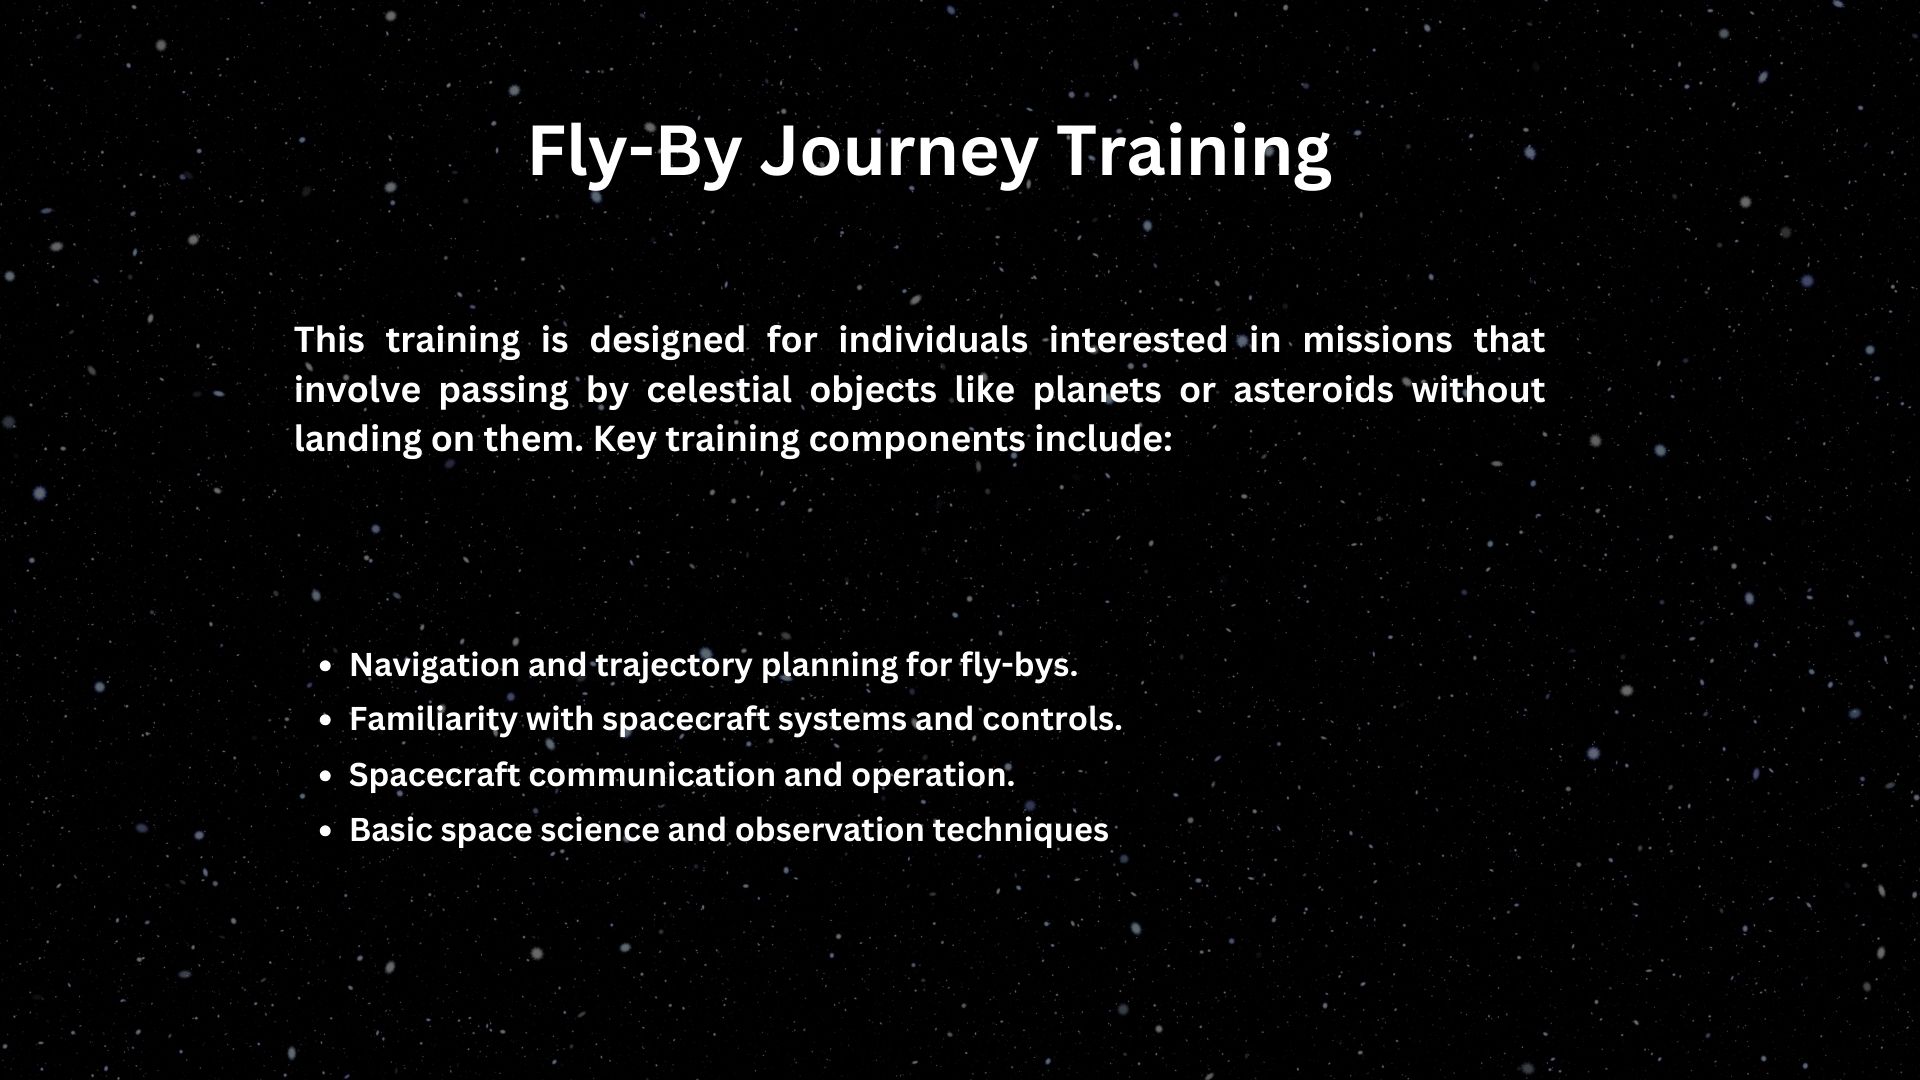 Fly-By Journey Training
This training is designed for individuals interested in missions that
involve passing by celestial objects like planets or asteroids without
landing on them. Key training components include:
• Navigation and trajectory planning for fly-bys.
• Familiarity with spacecraft systems and controls.
• Spacecraft communication and operation.
• Basic space science and observation techniques